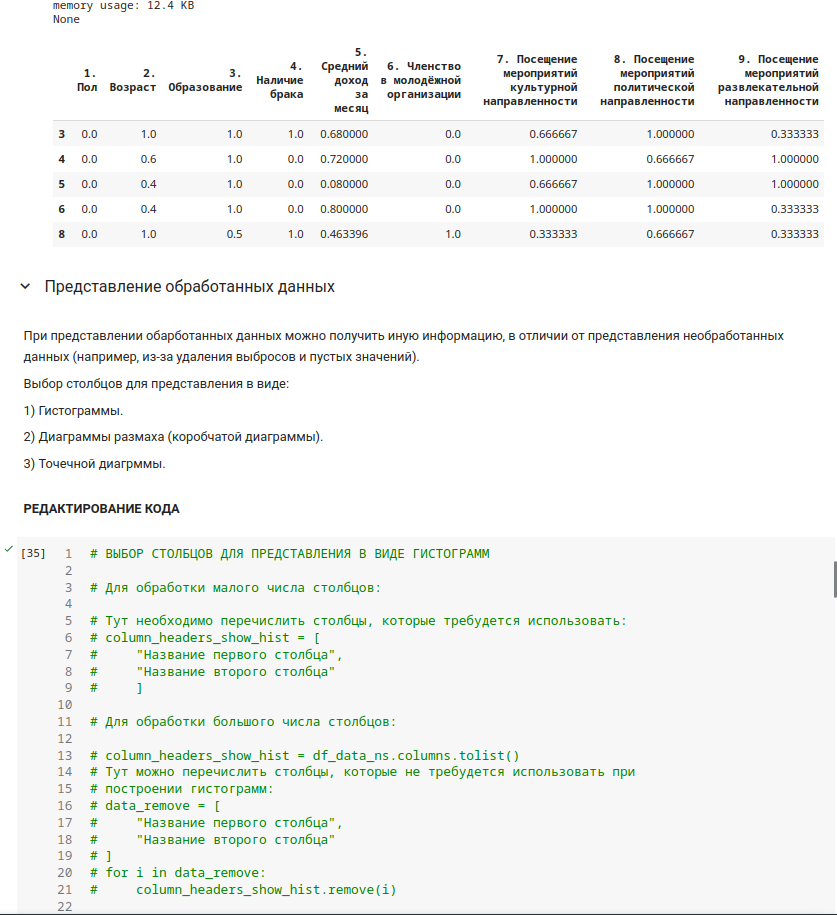 memory usage: 12.4 KB
None
1. Пол 2. Возраст 3. Образование 4. Наличие брака 5. Средний доход за месяц 6. Членство в молодёжной организации 7. Посещение мероприятий культурной направленности 8. Посещение мероприятий политической направленности 9. Посещение мероприятий развлекательной направленности
3 0.0 1.0 1.0 1.0 0.680000 0.0 0.666667 1.000000 0.333333
4 0.0 0.6 1.0 0.0 0.720000 0.0 1.000000 0.666667 1.000000
5 0.0 0.4 1.0 0.0 0.080000 0.0 0.666667 1.000000 1.000000
6 0.0 0.4 1.0 0.0 0.800000 0.0 1.000000 1.000000 0.333333
8 0.0 1.0 0.5 1.0 0.463396 1.0 0.333333 0.666667 0.333333
Представление обработанных данных
При представлении обарботанных данных можно получить иную информацию, в отличии от представления необработанных
данных (например, из-за удаления выбросов и пустых значений).
Выбор столбцов для представления в виде:
1) Гистограммы.
2) Диаграммы размаха (коробчатой диаграммы).
3) Точечной диагрммы.
РЕДАКТИРОВАНИЕ КОДА
[35] 1 # ВЫБОР СТОЛБЦОВ ДЛЯ ПРЕДСТАВЛЕНИЯ В ВИДЕ ГИСТОГРАММ
2
3 # Для обработки малого числа столбцов:
4
5 # Тут необходимо перечислить столбцы, которые требуется использовать:
6 # column_headers_show_hist = [
7 #     "Название первого столбца",
8 #     "Название второго столбца"
9 #     ]
10
11 # Для обработки большого числа столбцов:
12
13 # column_headers_show_hist = df_data_ns.columns.tolist()
14 # Тут можно перечислить столбцы, которые не требуется использовать при
15 # построении гистограмм:
16 # data_remove = [
17 #     "Название первого столбца",
18 #     "Название второго столбца"
19 # ]
20 # for i in data_remove:
21 #     column_headers_show_hist.remove(i)
22